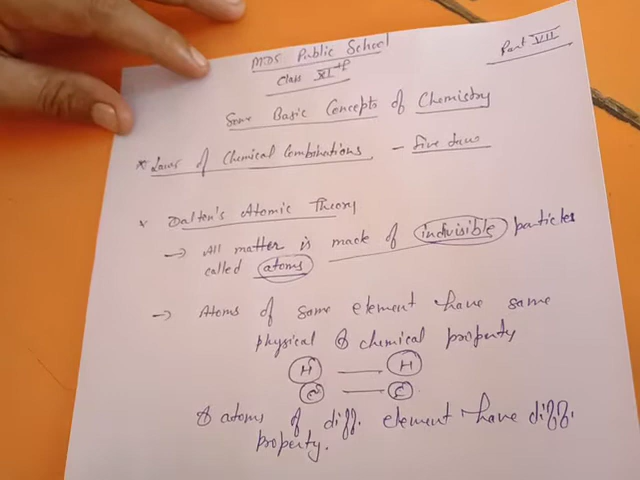 MDS Public School
Part VII
Class XIth
Some Basic Concepts of Chemistry
* Laws of Chemical Combinations - five laws
* Dalton's Atomic Theory
→ All matter is made of indivisible particles
called atoms
→ Atoms of same element have same
physical & chemical property
H — H
C — C
& atoms of diff. element have diff.
property.